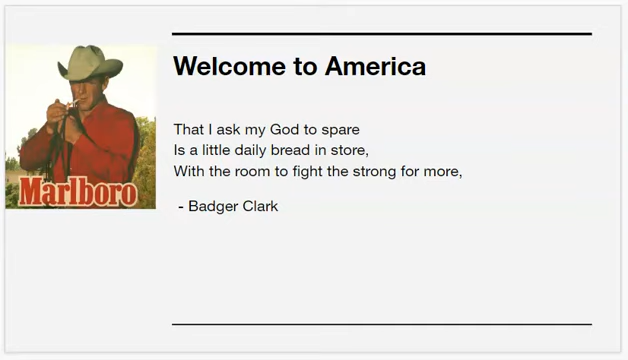 Welcome to America
That I ask my God to spare
Is a little daily bread in store,
With the room to fight the strong for more,
- Badger Clark
Marlboro